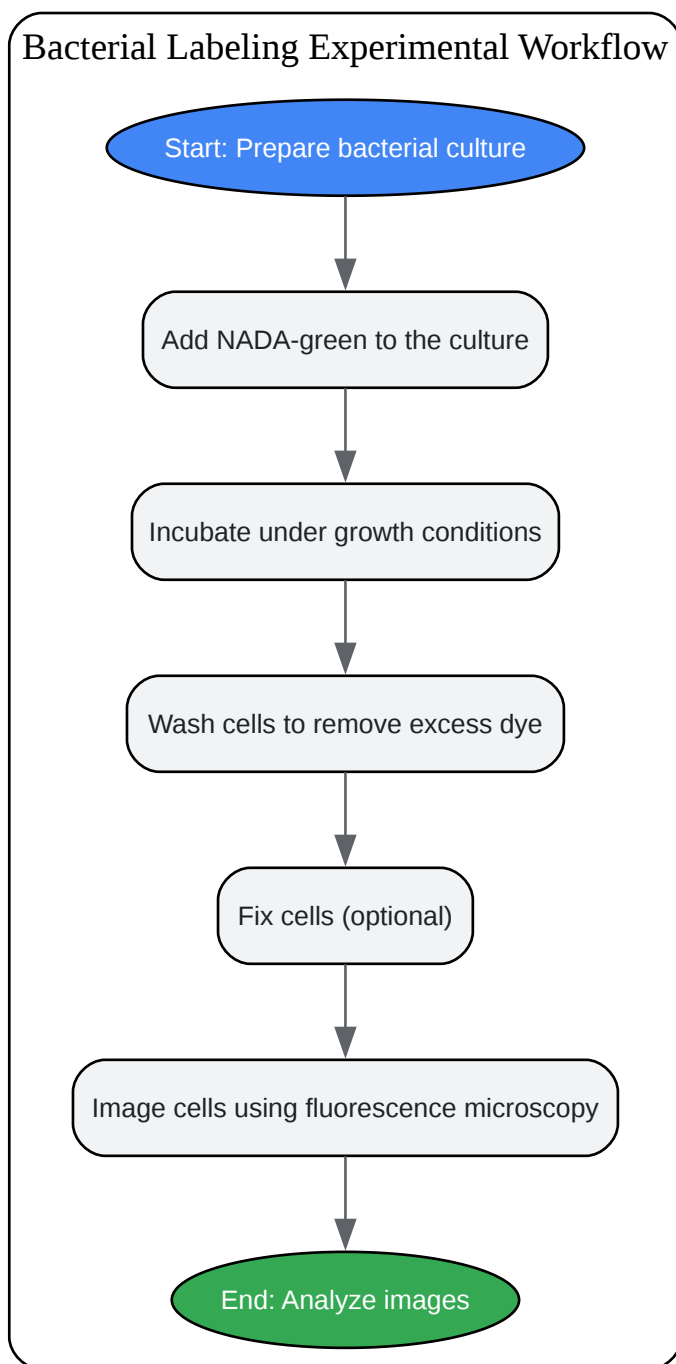 Bacterial Labeling Experimental Workflow
Start: Prepare bacterial culture
Add NADA-green to the culture
Incubate under growth conditions
Wash cells to remove excess dye
Fix cells (optional)
Image cells using fluorescence microscopy
End: Analyze images